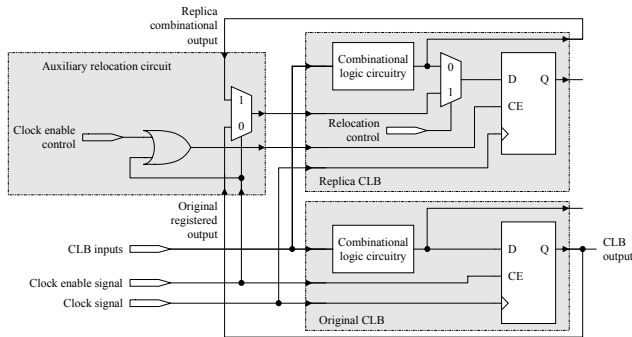 Replica
combinational
output
Auxiliary relocation circuit
Clock enable
control
1
0
Combinational
logic circuitry
0
1
D
Q
CE
Relocation
control
Replica CLB
Original
registered
output
CLB inputs
Clock enable signal
Clock signal
Combinational
logic circuitry
D
Q
CE
CLB
output
Original CLB